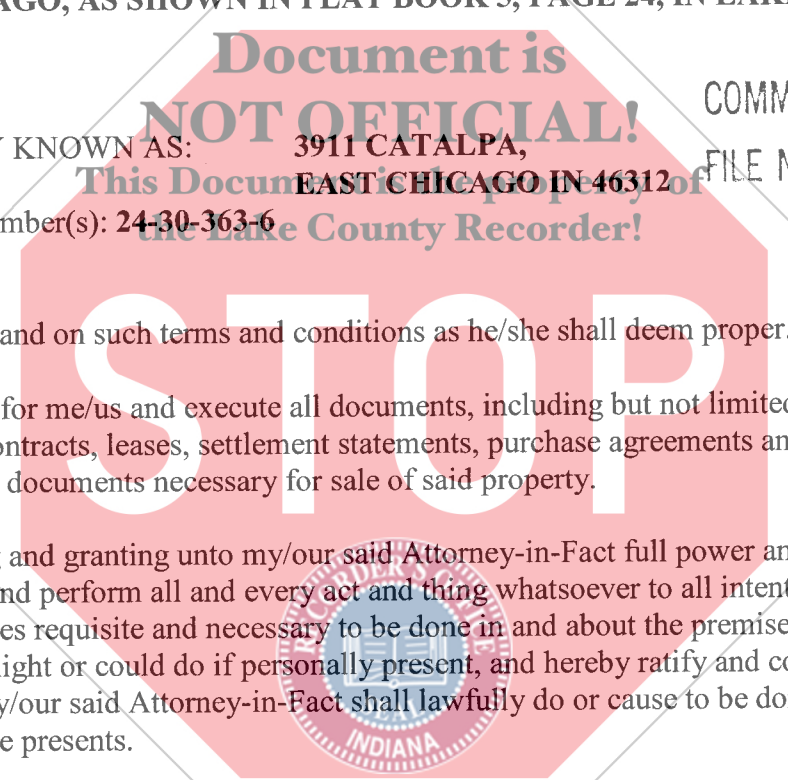 AGO, AS SHOWN IN PLAT BOOK 5, PAGE 24, IN LAKE
Document is
NOT OFFICIAL!
COMM
Y KNOWN AS: 3911 CATALPA,
This Document is the property of
EAST CHICAGO IN 46312
FILE N
mber(s): 24-30-363-6
the Lake County Recorder!
STOP
and on such terms and conditions as he/she shall deem proper.
for me/us and execute all documents, including but not limited
ontracts, leases, settlement statements, purchase agreements an
documents necessary for sale of said property.
g and granting unto my/our said Attorney-in-Fact full power an
nd perform all and every act and thing whatsoever to all intent
es requisite and necessary to be done in and about the premise
ight or could do if personally present, and hereby ratify and co
y/our said Attorney-in-Fact shall lawfully do or cause to be do
e presents.
RECORDER'S OFFICE
SEAL
INDIANA